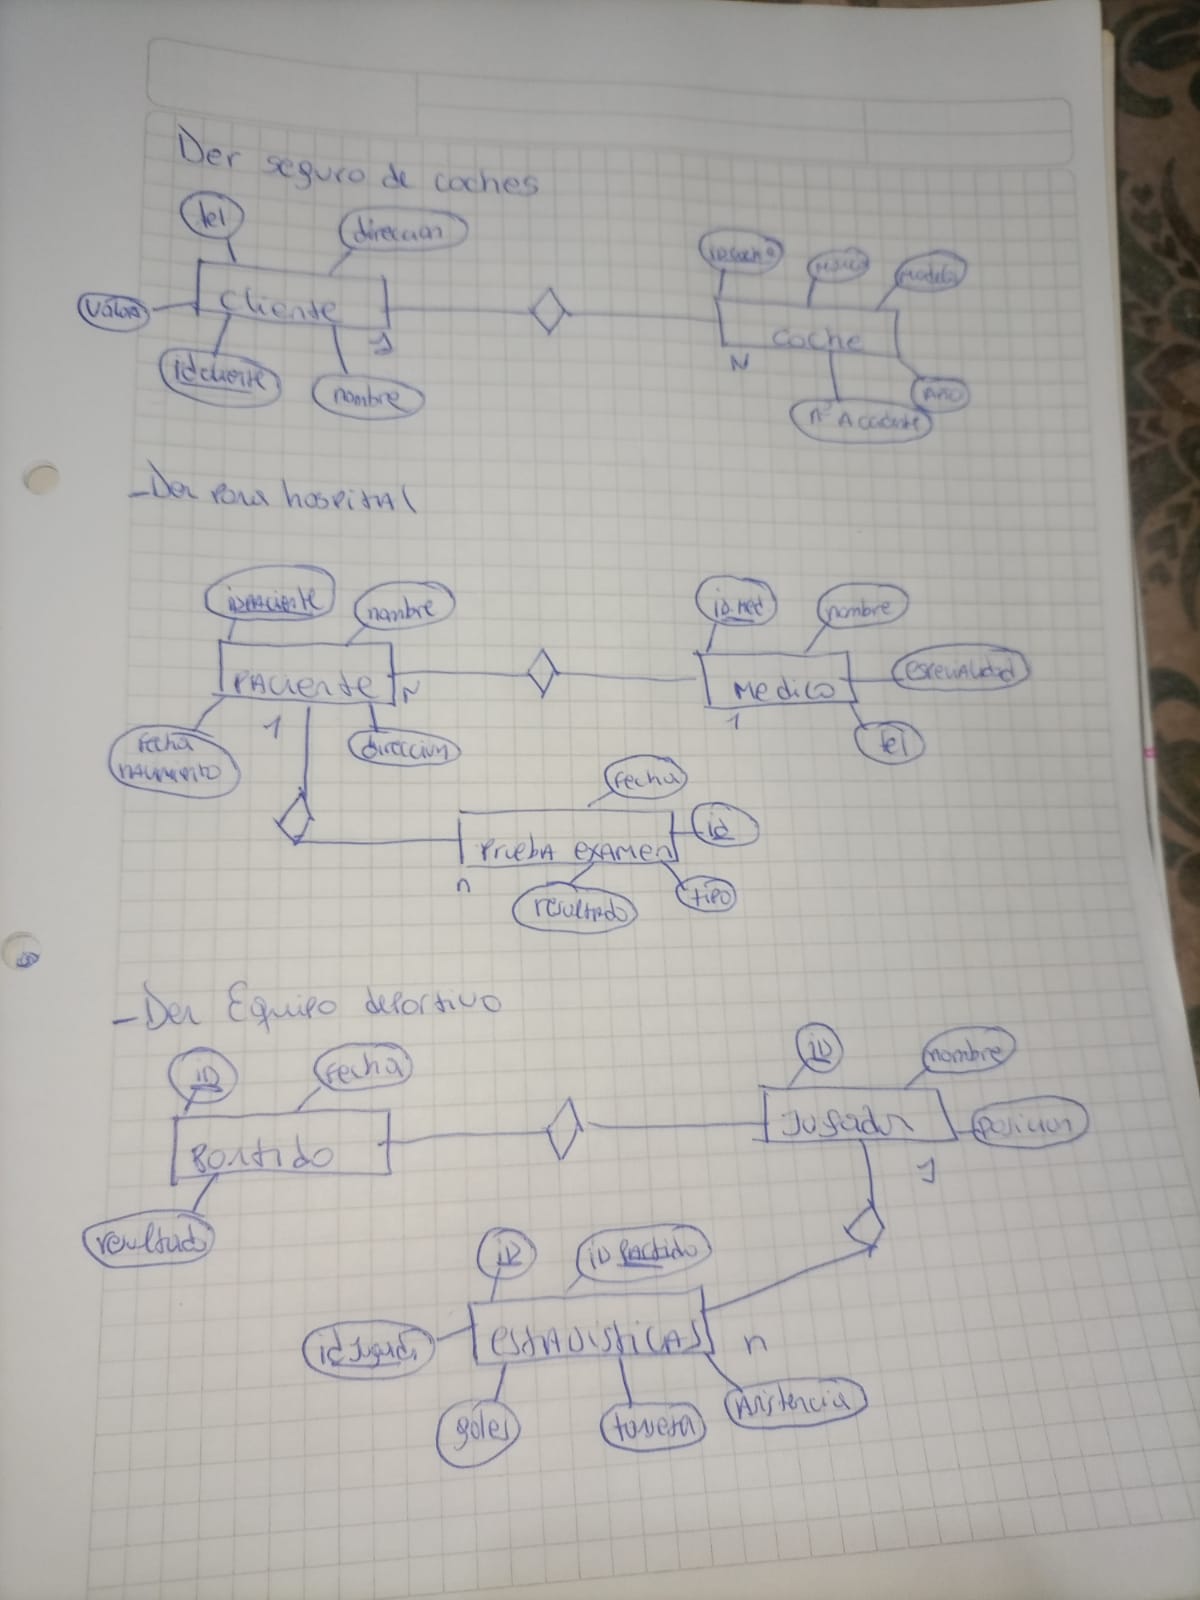 Der seguro de coches
tel
direccion
Cliente
1
idcliente
nombre
Modelo
coche
N
Año
nº Accidente
-Der Para hospital
idPaciente
nombre
PACIENTE
N
1
Fecha
nacimiento
direccion
id med
nombre
Medico
1
especialidad
tel
Fecha
id
Prueba examen
n
resultado
tipo
-Der Equipo deportivo
ID
Fecha
Partido
resultado
ID
nombre
Jugador
1
posicion
ID
ID Partido
id Jugador
ESTADISTICAS
n
goles
tarjeta
Asistencia